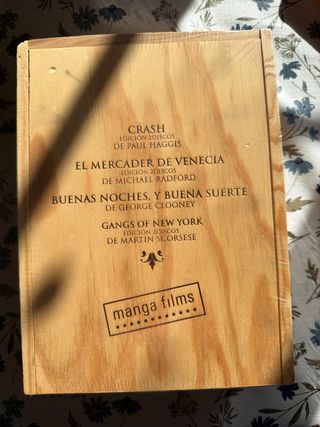 CRASH
EDICIÓN 2DISCOS
DE PAUL HAGGIS
EL MERCADER DE VENECIA
EDICIÓN 2DISCOS
DE MICHAEL RADFORD
BUENAS NOCHES, Y BUENA SUERTE
DE GEORGE CLOONEY
GANGS OF NEW YORK
EDICIÓN 2DISCOS
DE MARTIN SCORSESE
manga films